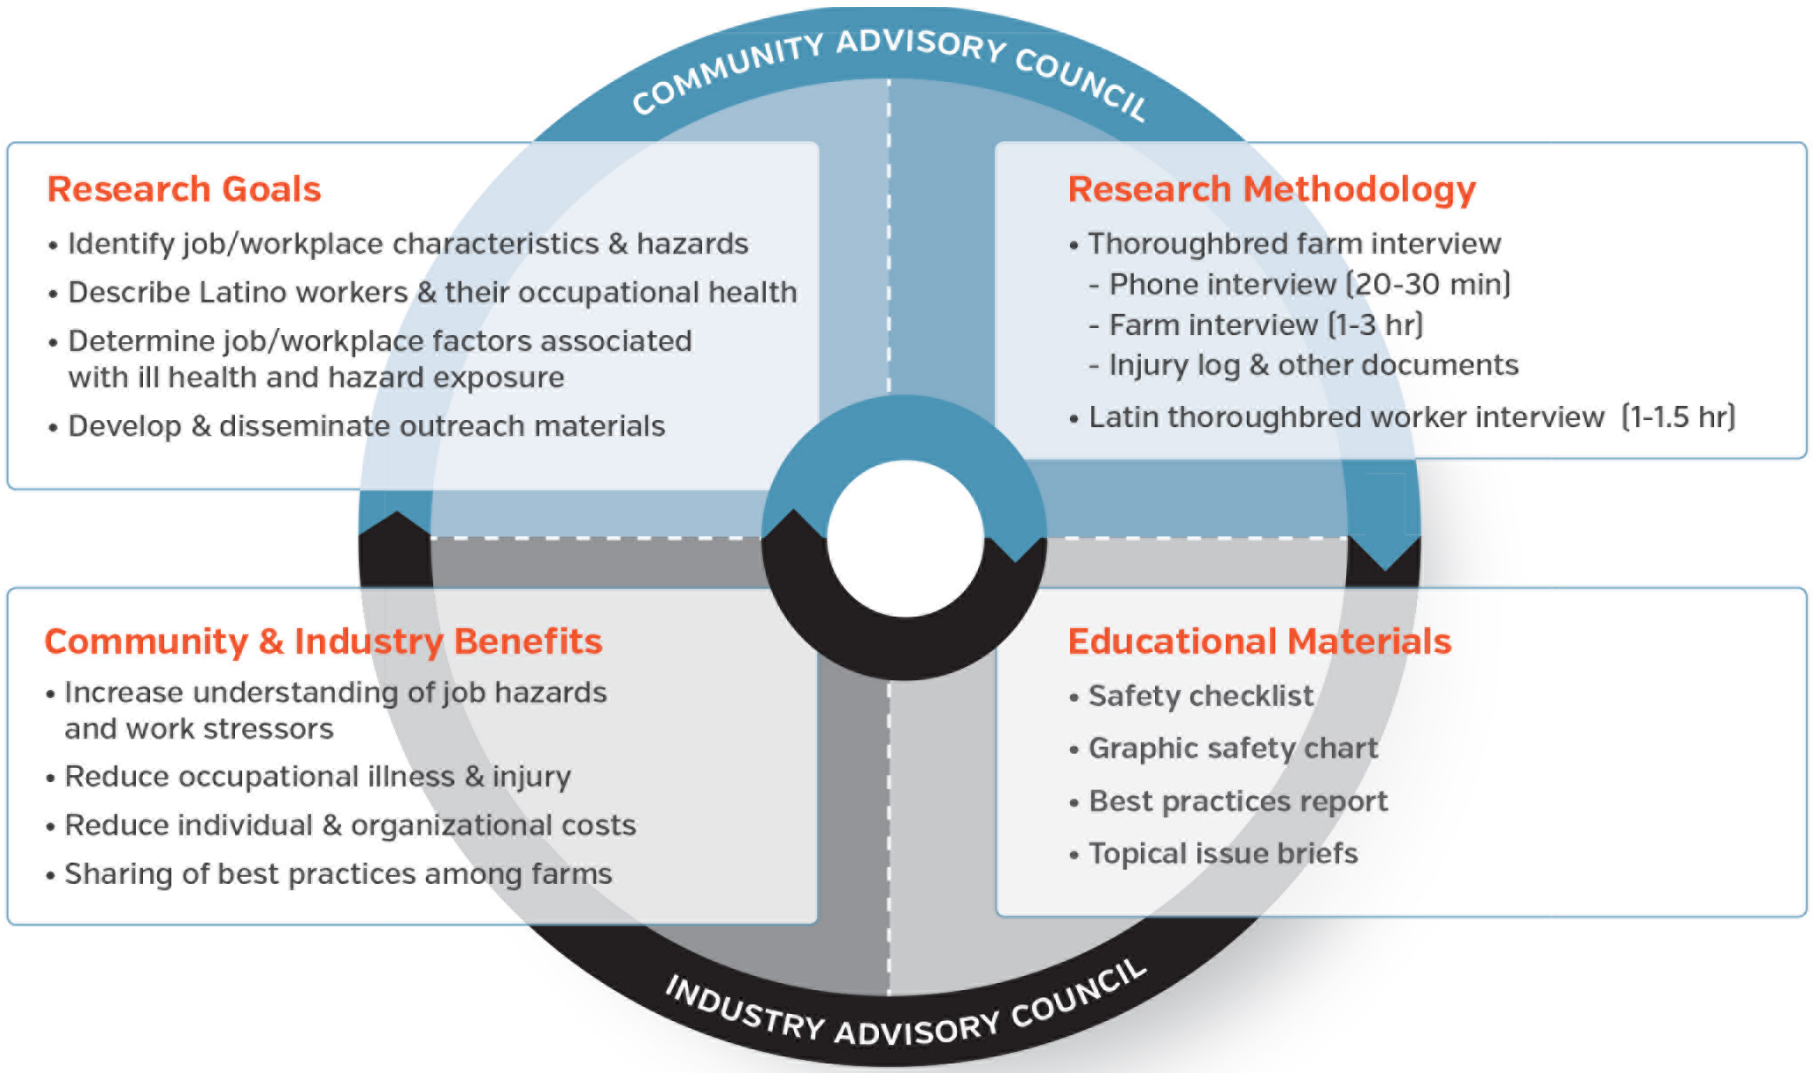 COMMUNITY ADVISORY COUNCIL
Research Goals
• Identify job/workplace characteristics & hazards
• Describe Latino workers & their occupational health
• Determine job/workplace factors associated
with ill health and hazard exposure
• Develop & disseminate outreach materials
Research Methodology
• Thoroughbred farm interview
- Phone interview (20-30 min)
- Farm interview (1-3 hr)
- Injury log & other documents
• Latin thoroughbred worker interview (1-1.5 hr)
Community & Industry Benefits
• Increase understanding of job hazards
and work stressors
• Reduce occupational illness & injury
• Reduce individual & organizational costs
• Sharing of best practices among farms
Educational Materials
• Safety checklist
• Graphic safety chart
• Best practices report
• Topical issue briefs
INDUSTRY ADVISORY COUNCIL